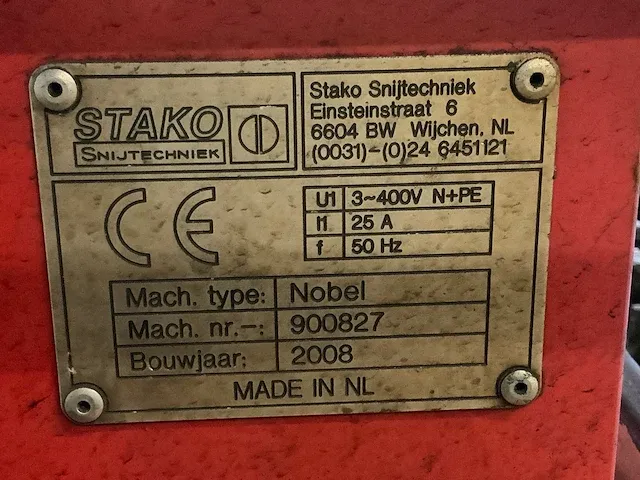 STAKO
SNIJTECHNIEK
Stako Snijtechniek
Einsteinstraat 6
6604 BW Wijchen, NL
(0031)-(0)24 6451121
CE
U1 3~400V N+PE
I1 25 A
f 50 Hz
Mach. type: Nobel
Mach. nr.-: 900827
Bouwjaar: 2008
MADE IN NL